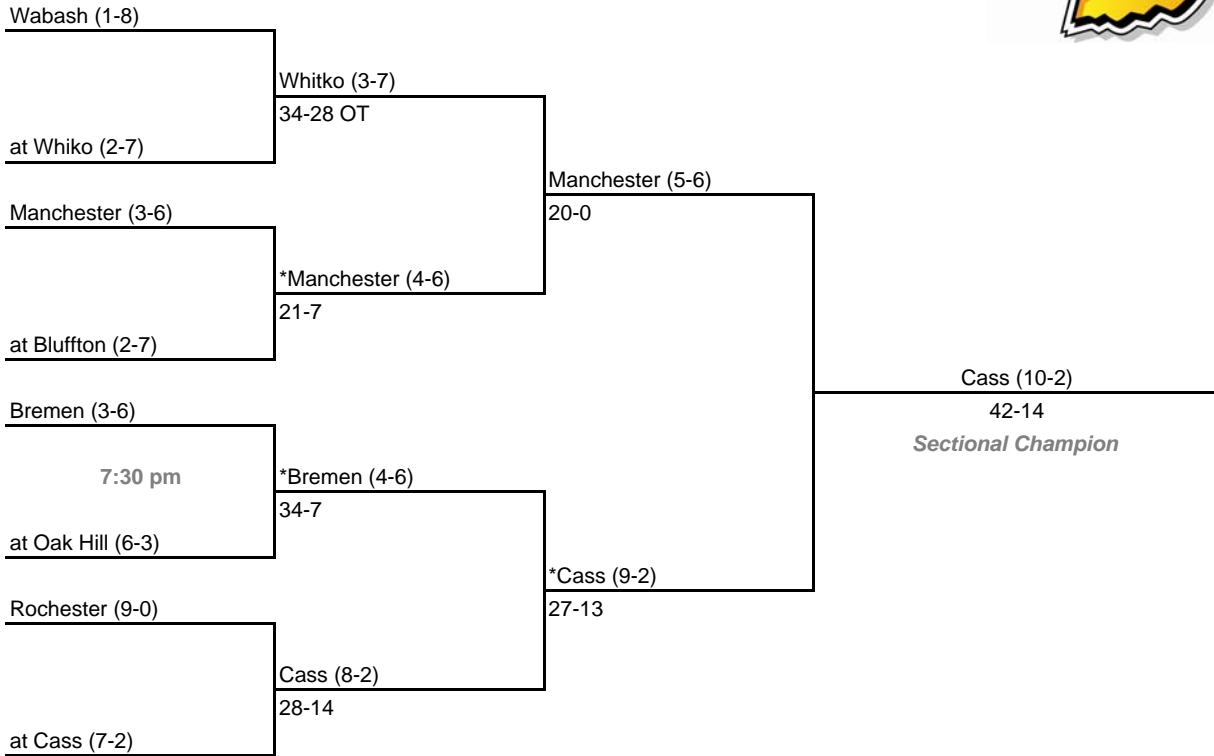 Wabash (1-8)
Whitko (3-7)
34-28 OT
at Whiko (2-7)
Manchester (5-6)
20-0
Manchester (3-6)
*Manchester (4-6)
21-7
at Bluffton (2-7)
Cass (10-2)
42-14
Sectional Champion
Bremen (3-6)
7:30 pm
*Bremen (4-6)
34-7
at Oak Hill (6-3)
*Cass (9-2)
27-13
Rochester (9-0)
Cass (8-2)
28-14
at Cass (7-2)